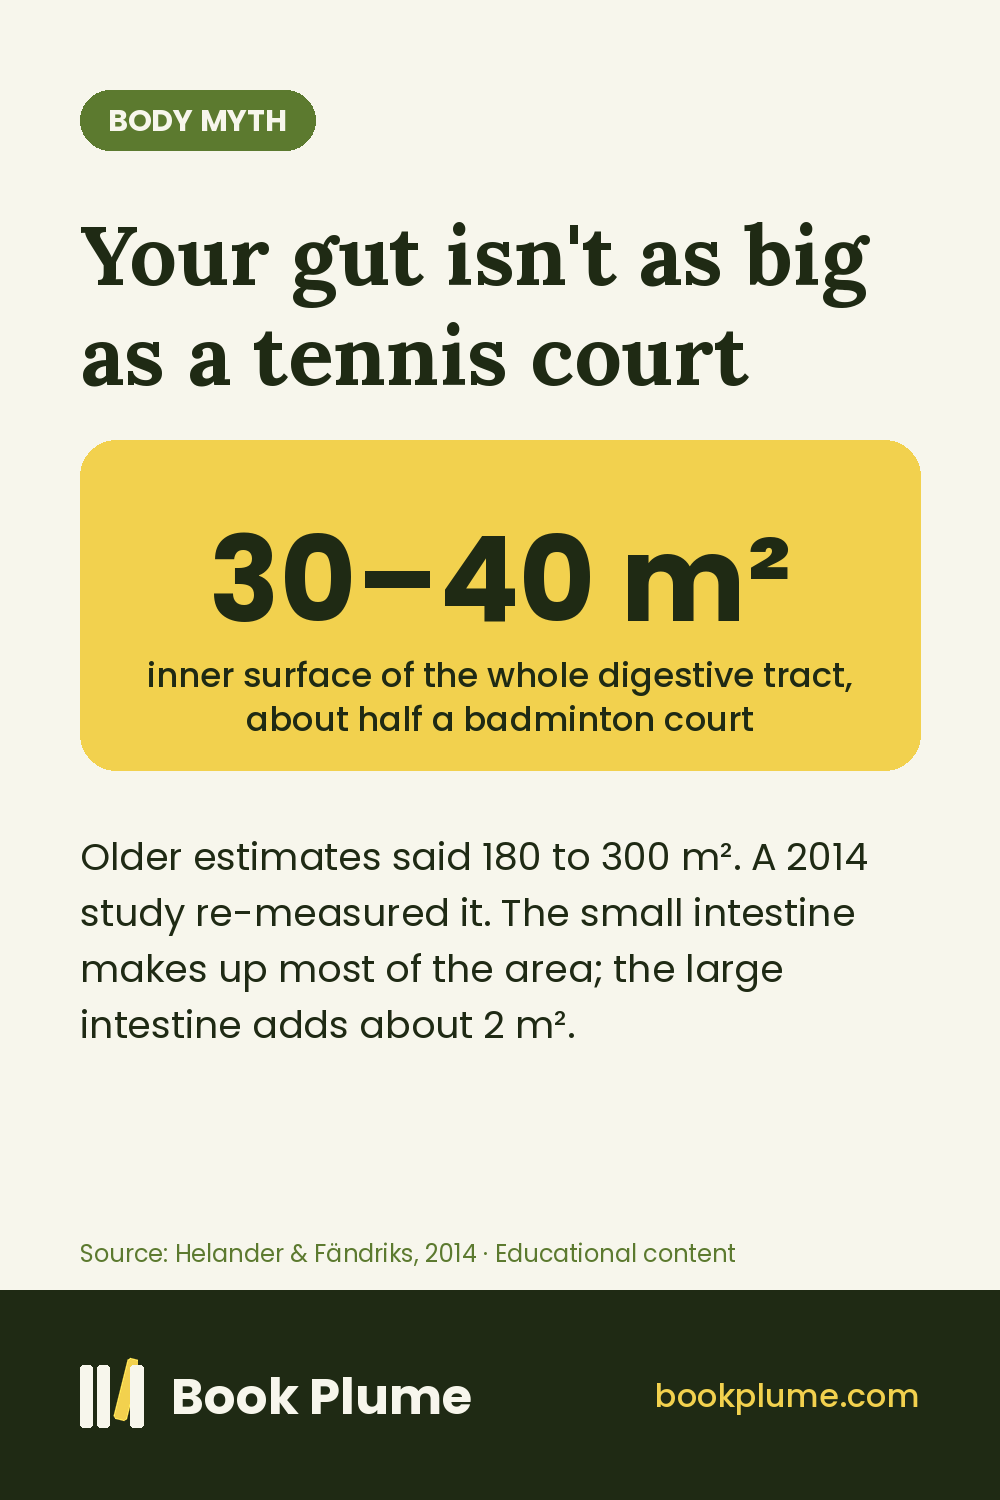 BODY MYTH
Your gut isn't as big
as a tennis court
30–40 m²
inner surface of the whole digestive tract,
about half a badminton court
Older estimates said 180 to 300 m². A 2014
study re-measured it. The small intestine
makes up most of the area; the large
intestine adds about 2 m².
Source: Helander & Fändriks, 2014 · Educational content
Book Plume
bookplume.com